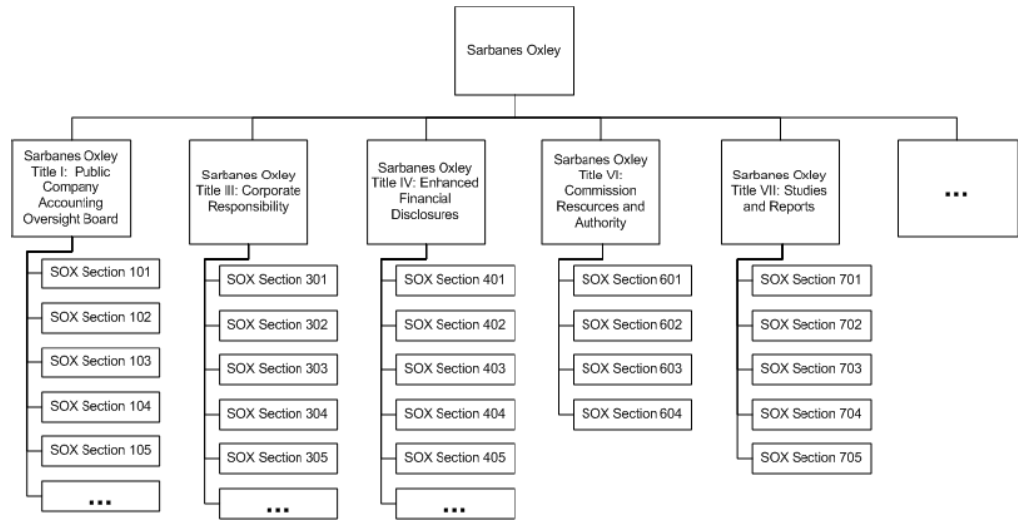 Sarbanes Oxley
Sarbanes Oxley
Title I: Public
Company
Accounting
Oversight Board
Sarbanes Oxley
Title III: Corporate
Responsibility
Sarbanes Oxley
Title IV: Enhanced
Financial
Disclosures
Sarbanes Oxley
Title VI:
Commission
Resources and
Authority
Sarbanes Oxley
Title VII: Studies
and Reports
...
SOX Section 101
SOX Section 102
SOX Section 103
SOX Section 104
SOX Section 105
...
SOX Section 301
SOX Section 302
SOX Section 303
SOX Section 304
SOX Section 305
...
SOX Section 401
SOX Section 402
SOX Section 403
SOX Section 404
SOX Section 405
...
SOX Section 601
SOX Section 602
SOX Section 603
SOX Section 604
SOX Section 701
SOX Section 702
SOX Section 703
SOX Section 704
SOX Section 705